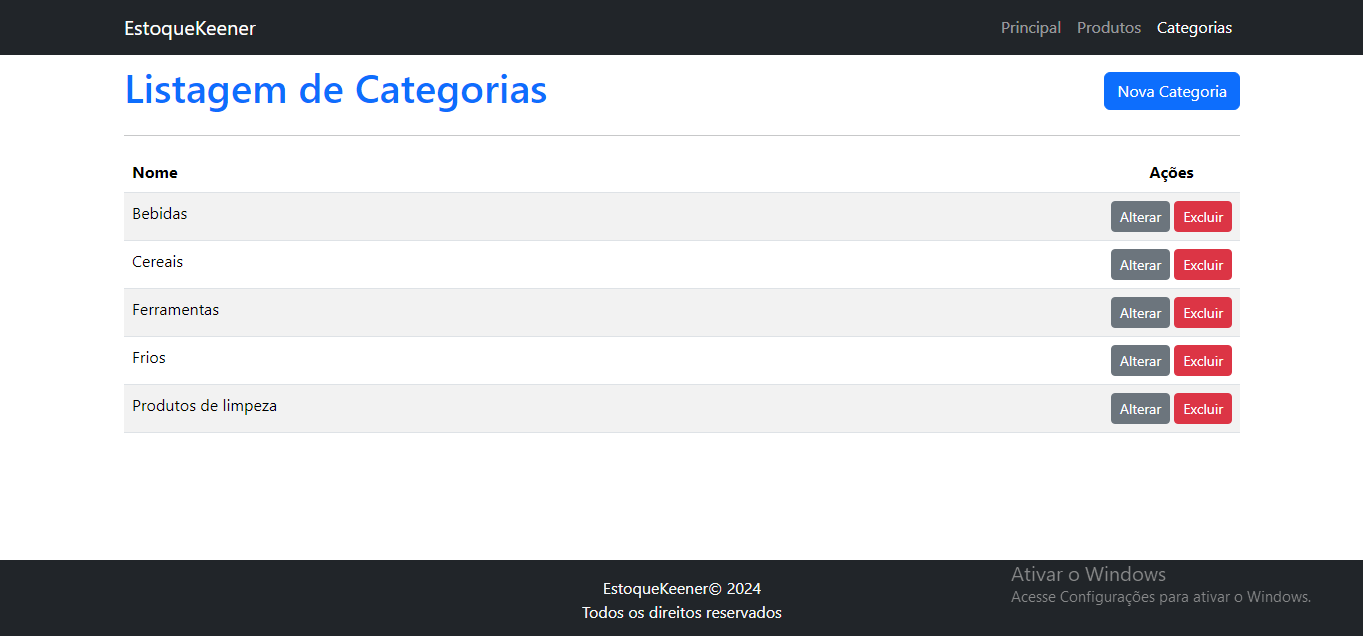 EstoqueKeener Principal Produtos Categorias
Listagem de Categorias Nova Categoria
Nome Ações
Bebidas Alterar Excluir
Cereais Alterar Excluir
Ferramentas Alterar Excluir
Frios Alterar Excluir
Produtos de limpeza Alterar Excluir
EstoqueKeener© 2024
Todos os direitos reservados
Ativar o Windows
Acesse Configurações para ativar o Windows.